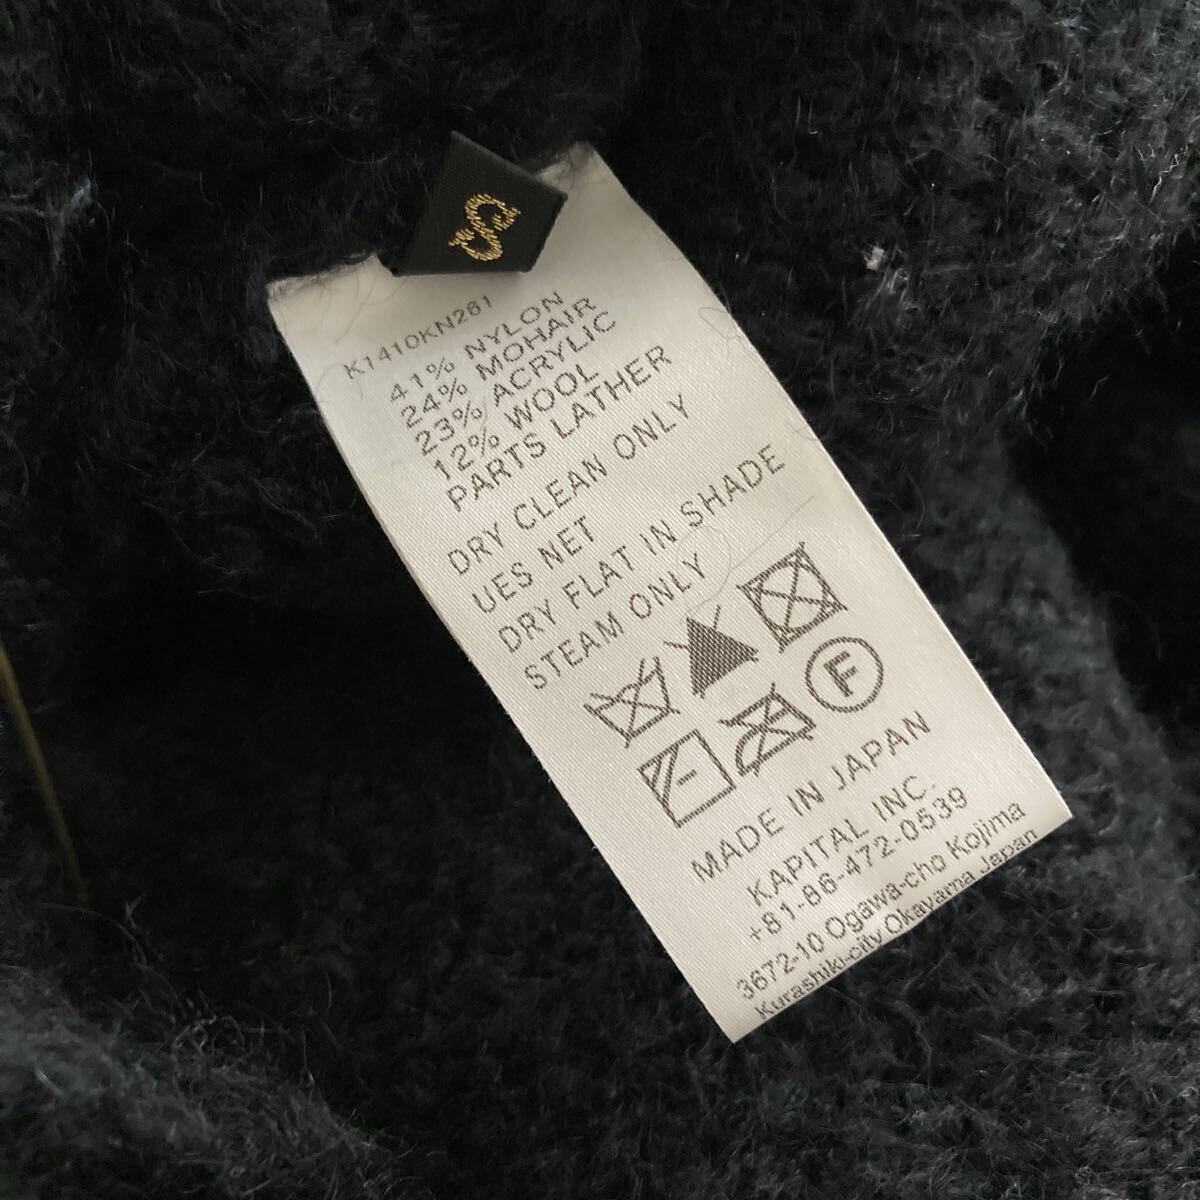 S
K1410KN261
41% NYLON
24% MOHAIR
23% ACRYLIC
12% WOOL
PARTS LATHER
DRY CLEAN ONLY
UES NET
DRY FLAT IN SHADE
STEAM ONLY
F
MADE IN JAPAN
KAPITAL INC.
+81-86-472-0539
3672-10 Ogawa-cho Kojima
Kurashiki-city Okayama Japan